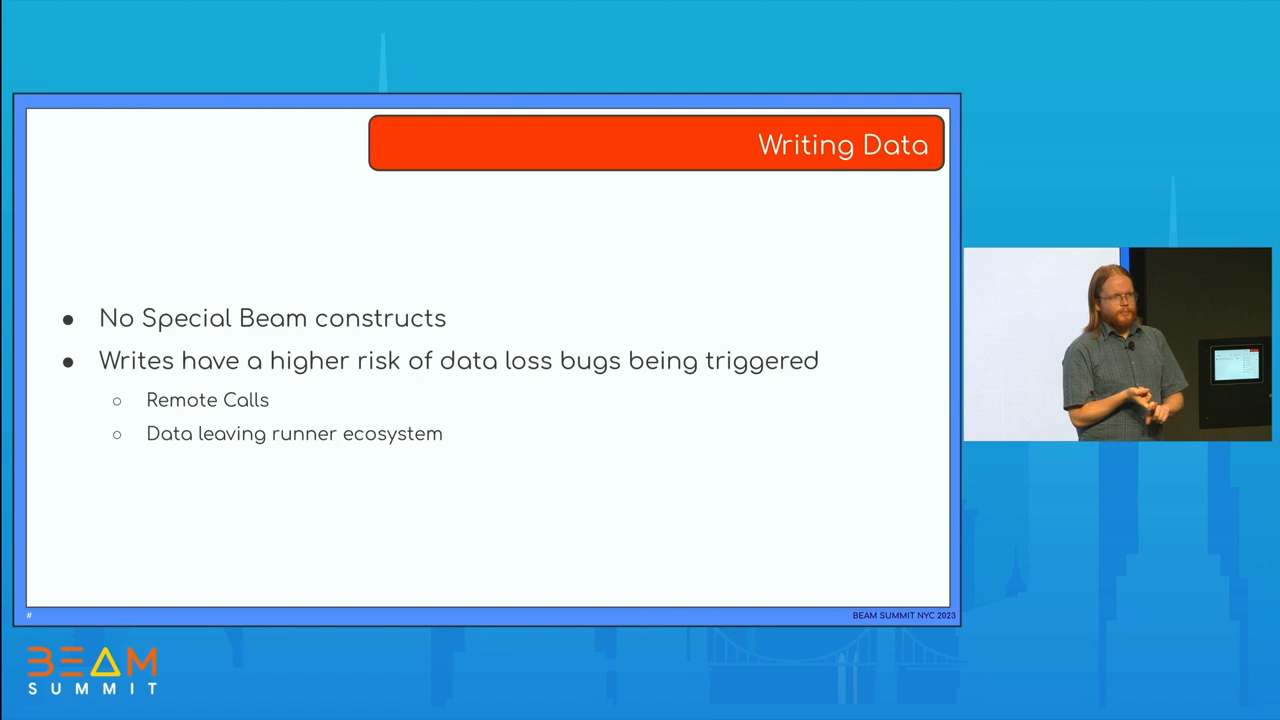 Writing Data
● No Special Beam constructs
● Writes have a higher risk of data loss bugs being triggered
○ Remote Calls
○ Data leaving runner ecosystem
#
BEAM SUMMIT NYC 2023
BEAM
SUMMIT